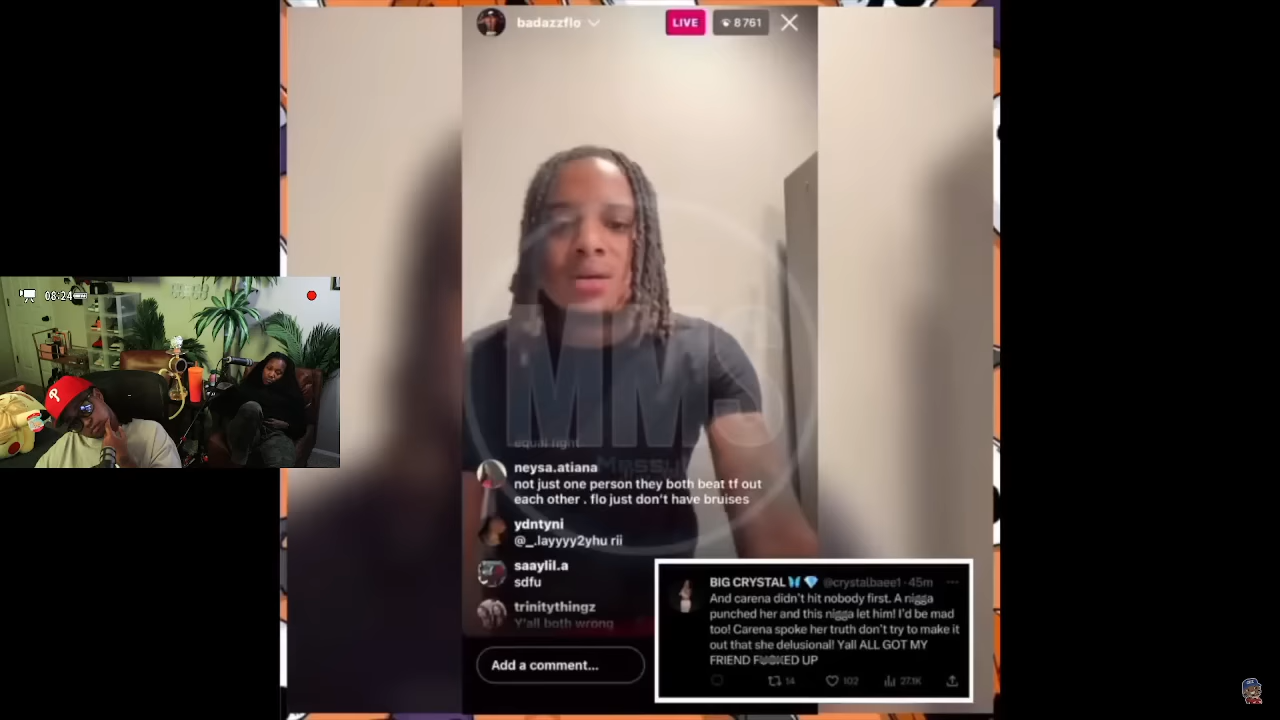 badazzflo
LIVE
8 761
08:24
P
MMS
equal fight
neysa.atiana
not just one person they both beat tf out
each other . flo just don't have bruises
ydntyni
@_.layyyy2yhu rii
saaylil.a
sdfu
trinitythingz
Y'all both wrong
Add a comment...
BIG CRYSTAL @crystalbaee1 · 45m
And carena didn't hit nobody first. A nigga
punched her and this nigga let him! I'd be mad
too! Carena spoke her truth don't try to make it
out that she delusional! Yall ALL GOT MY
FRIEND FUCKED UP
14 102 27.1K